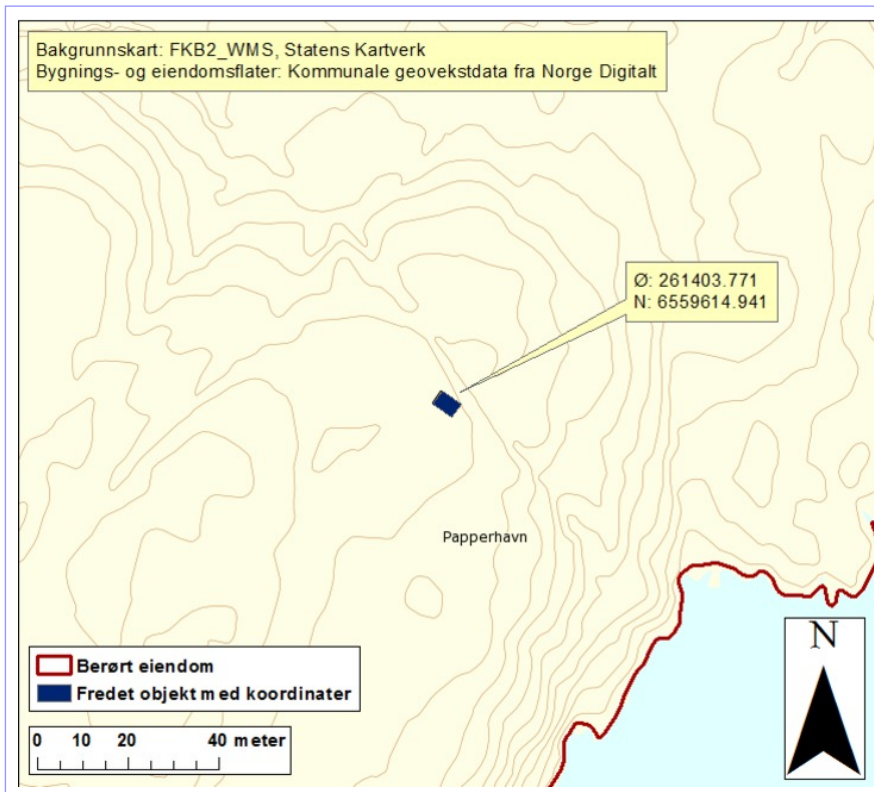 Bakgrunnskart: FKB2_WMS, Statens Kartverk
Bygnings- og eiendomsflater: Kommunale geovekstdata fra Norge Digitalt
Ø: 261403.771
N: 6559614.941
Papperhavn
N
Berørt eiendom
Fredet objekt med koordinater
0 10 20 40 meter